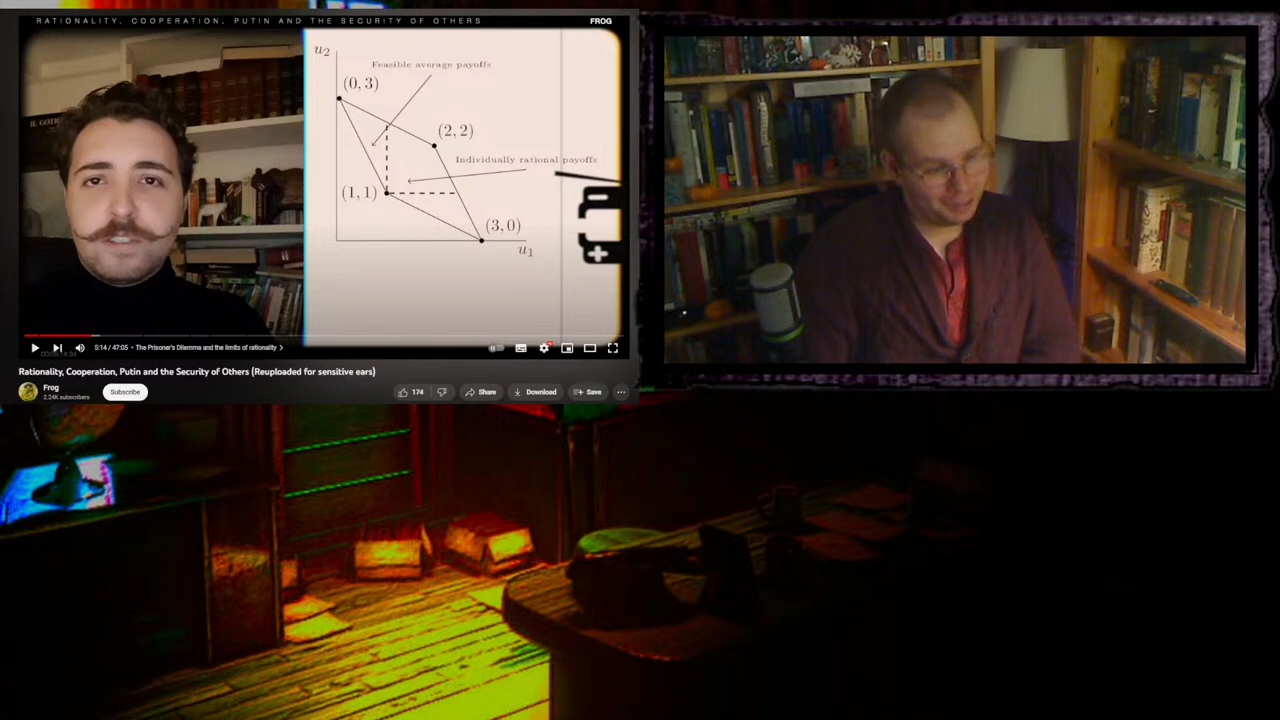 RATIONALITY, COOPERATION, PUTIN AND THE SECURITY OF OTHERS
FROG
u₂
Feasible average payoffs
(0, 3)
(2, 2)
Individually rational payoffs
(1, 1)
(3, 0)
u₁
5:14 / 47:05 • The Prisoner's Dilemma and the limits of rationality >
Rationality, Cooperation, Putin and the Security of Others (Reuploaded for sensitive ears)
Frog
2.24K subscribers
Subscribe
174
Share
Download
Save